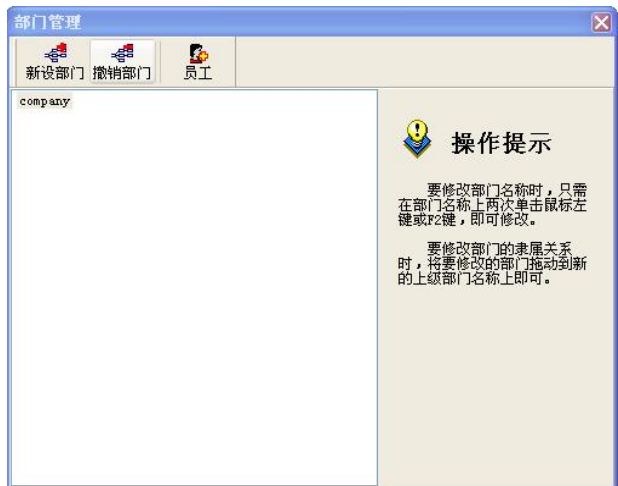 部门管理
新设部门 撤销部门 员工
company
操作提示
要修改部门名称时，只需
在部门名称上两次单击鼠标左
键或F2键，即可修改。
要修改部门的隶属关系
时，将要修改的部门拖动到新
的上级部门名称上即可。